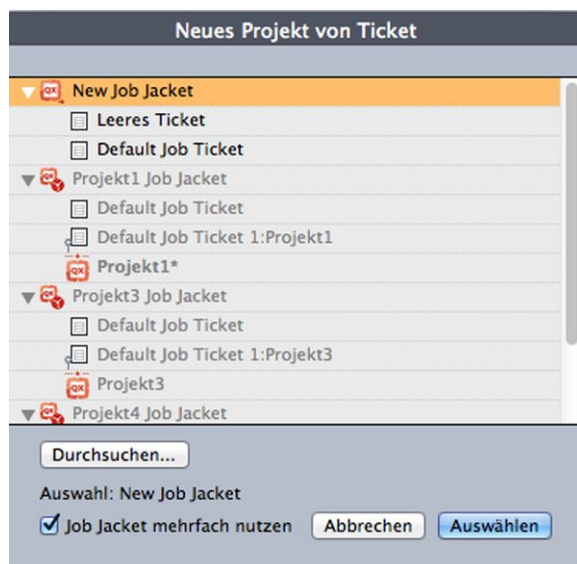 Neues Projekt von Ticket
New Job Jacket
Leeres Ticket
Default Job Ticket
Projekt1 Job Jacket
Default Job Ticket
Default Job Ticket 1:Projekt1
Projekt1*
Projekt3 Job Jacket
Default Job Ticket
Default Job Ticket 1:Projekt3
Projekt3
Projekt4 Job Jacket
Durchsuchen...
Auswahl: New Job Jacket
Job Jacket mehrfach nutzen Abbrechen Auswählen